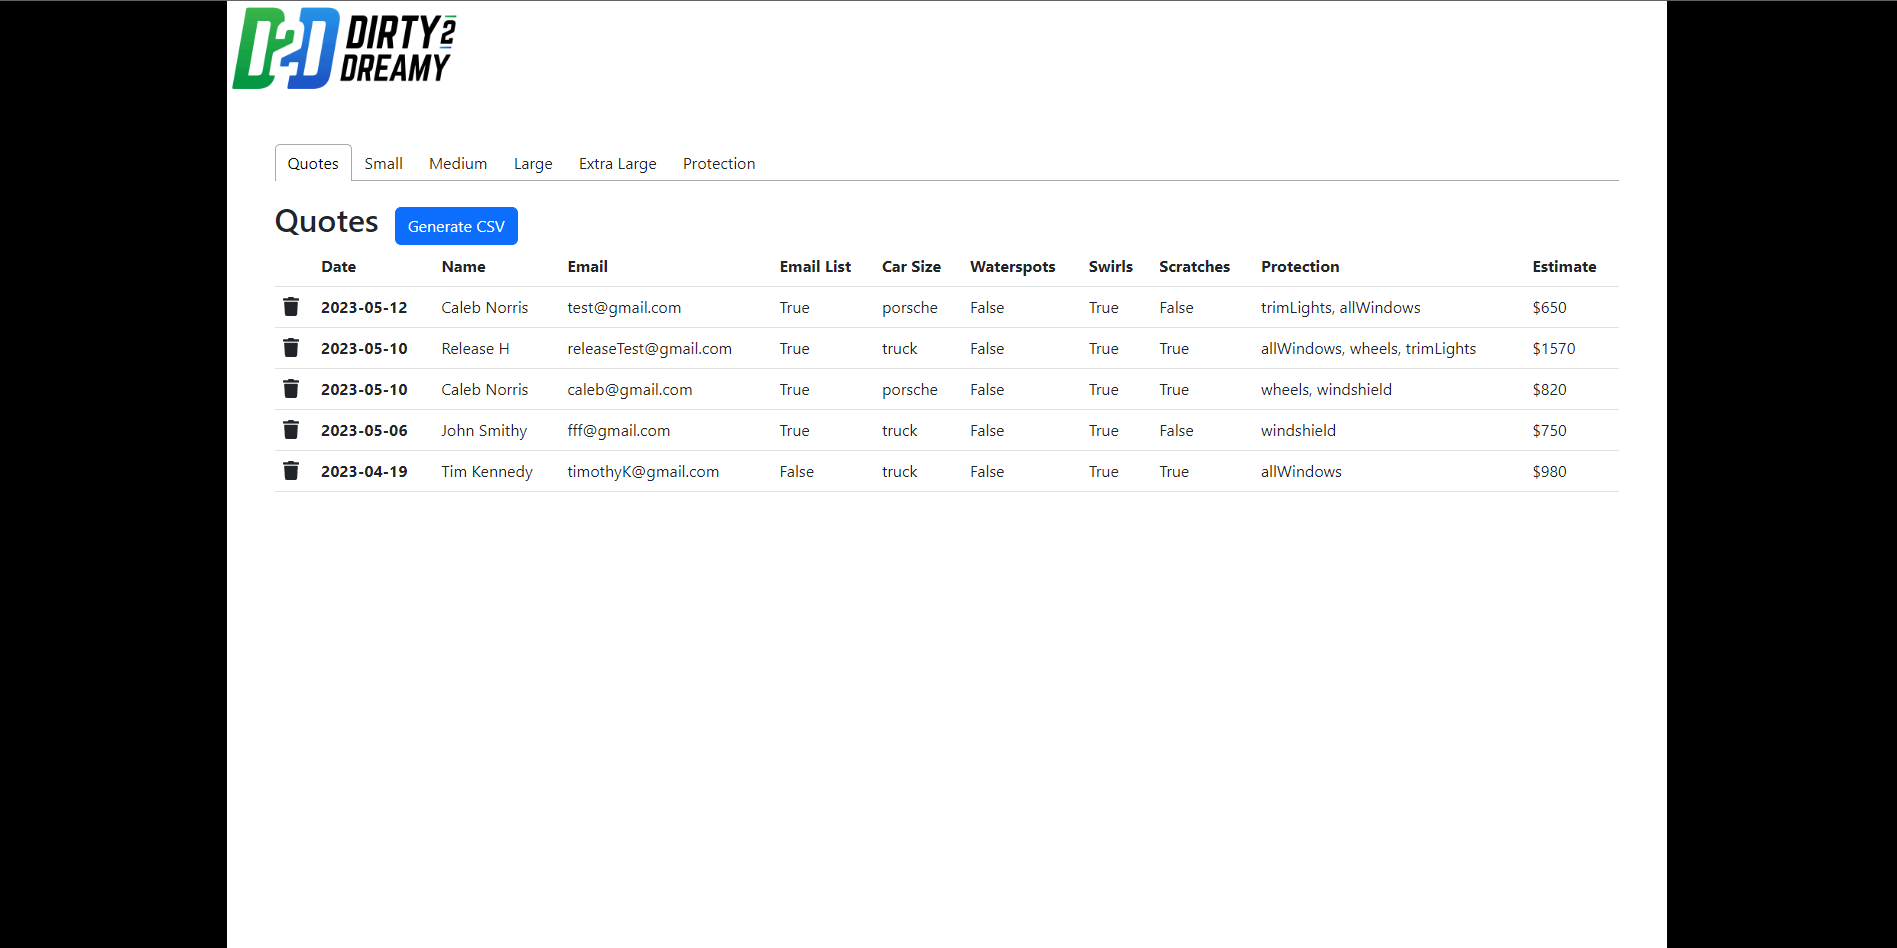 D2D DIRTY 2
DREAMY
Quotes Small Medium Large Extra Large Protection
Quotes Generate CSV
Date Name Email Email List Car Size Waterspots Swirls Scratches Protection Estimate
2023-05-12 Caleb Norris test@gmail.com True porsche False True False trimLights, allWindows $650
2023-05-10 Release H releaseTest@gmail.com True truck False True True allWindows, wheels, trimLights $1570
2023-05-10 Caleb Norris caleb@gmail.com True porsche False True True wheels, windshield $820
2023-05-06 John Smithy fff@gmail.com True truck False True False windshield $750
2023-04-19 Tim Kennedy timothyK@gmail.com False truck False True True allWindows $980